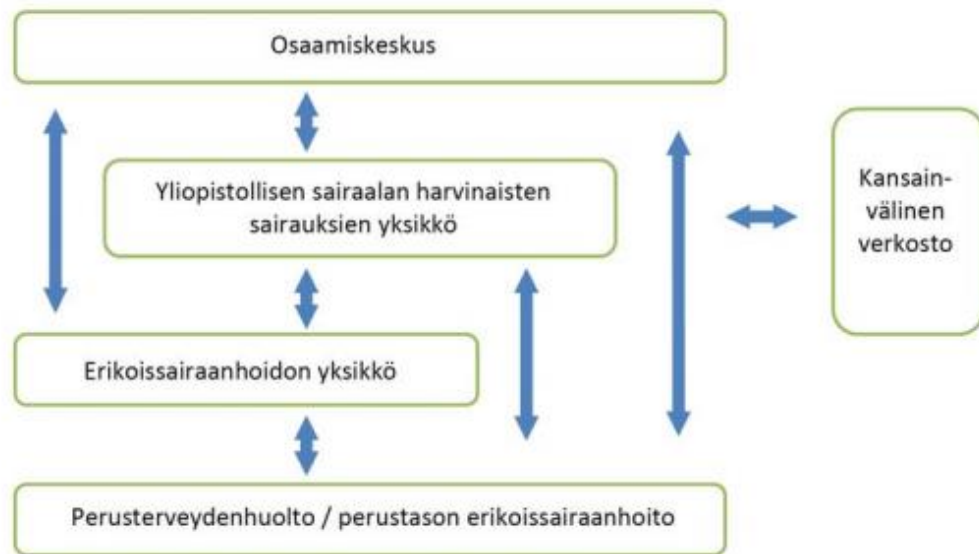 Osaamiskeskus
Yliopistollisen sairaalan harvinaisten
sairauksien yksikkö
Kansain-
välinen
verkosto
Erikoissairaanhoidon yksikkö
Perusterveydenhuolto / perustason erikoissairaanhoito